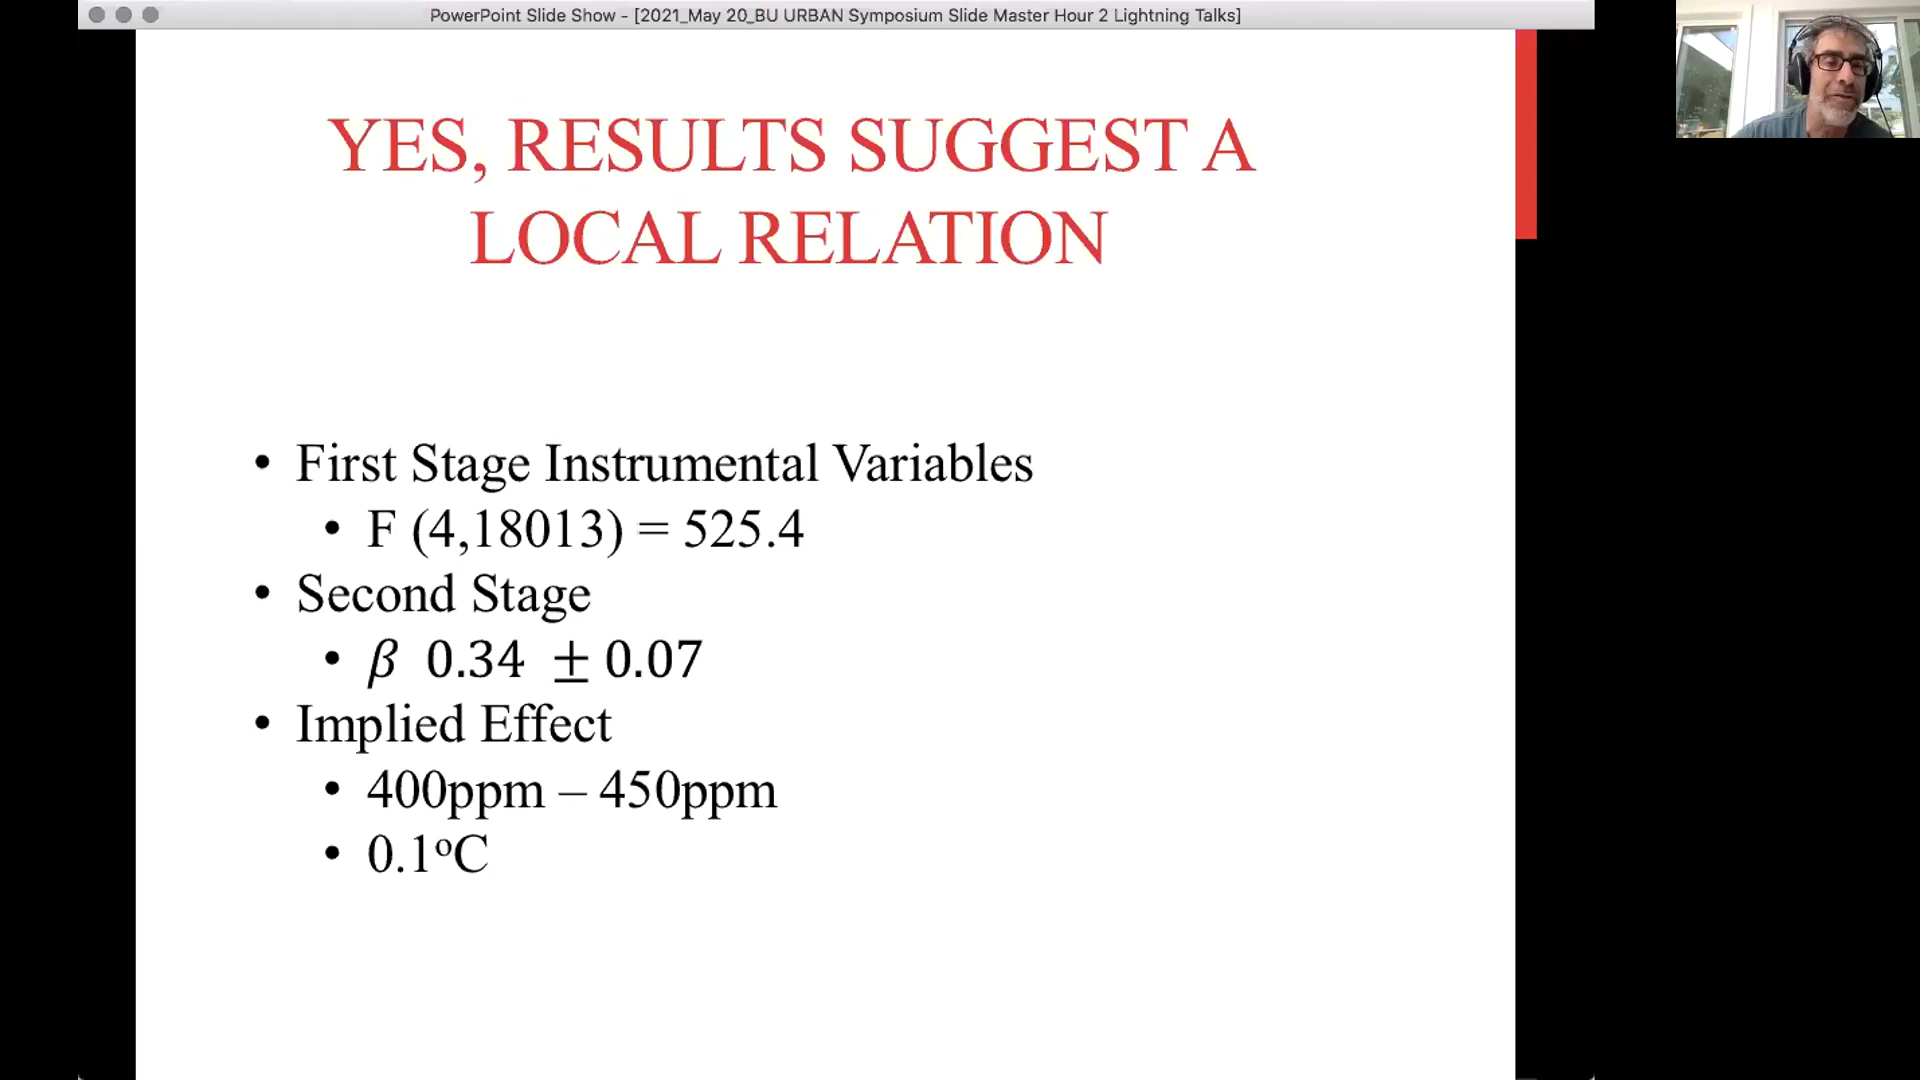 PowerPoint Slide Show - [2021_May 20_BU URBAN Symposium Slide Master Hour 2 Lightning Talks]
YES, RESULTS SUGGEST A
LOCAL RELATION
• First Stage Instrumental Variables
• F (4,18013) = 525.4
• Second Stage
• β 0.34 ± 0.07
• Implied Effect
• 400ppm – 450ppm
• 0.1°C